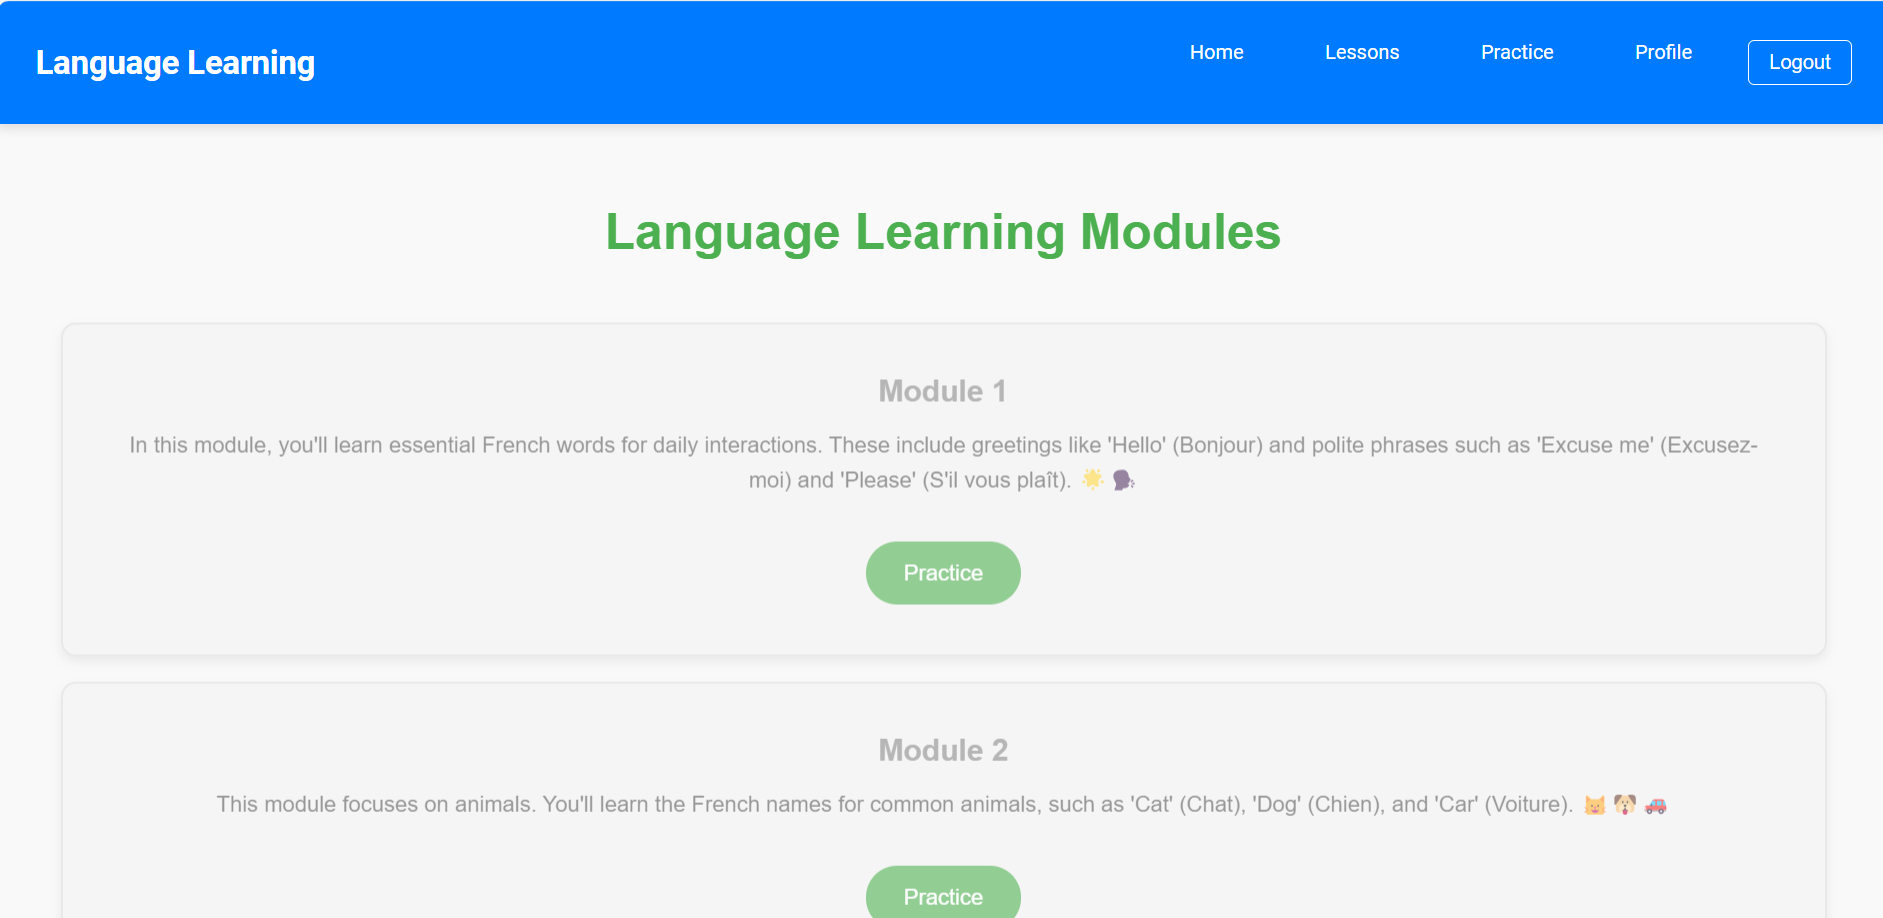 Language Learning
Home
Lessons
Practice
Profile
Logout
Language Learning Modules
Module 1
In this module, you'll learn essential French words for daily interactions. These include greetings like 'Hello' (Bonjour) and polite phrases such as 'Excuse me' (Excusez-
moi) and 'Please' (S'il vous plaît). 🌟 🗣️
Practice
Module 2
This module focuses on animals. You'll learn the French names for common animals, such as 'Cat' (Chat), 'Dog' (Chien), and 'Car' (Voiture). 🐱 🐶 🚗
Practice